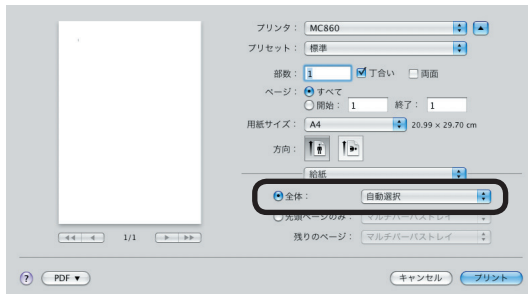 プリンタ： MC860
プリセット： 標準
部数： 1 丁合い 両面
ページ： すべて
開始： 1 終了： 1
用紙サイズ： A4 20.99 × 29.70 cm
方向：
給紙
全体： 自動選択
先頭ページのみ： マルチパーパストレイ
残りのページ： マルチパーパストレイ
1/1
? PDF ▼ キャンセル プリント